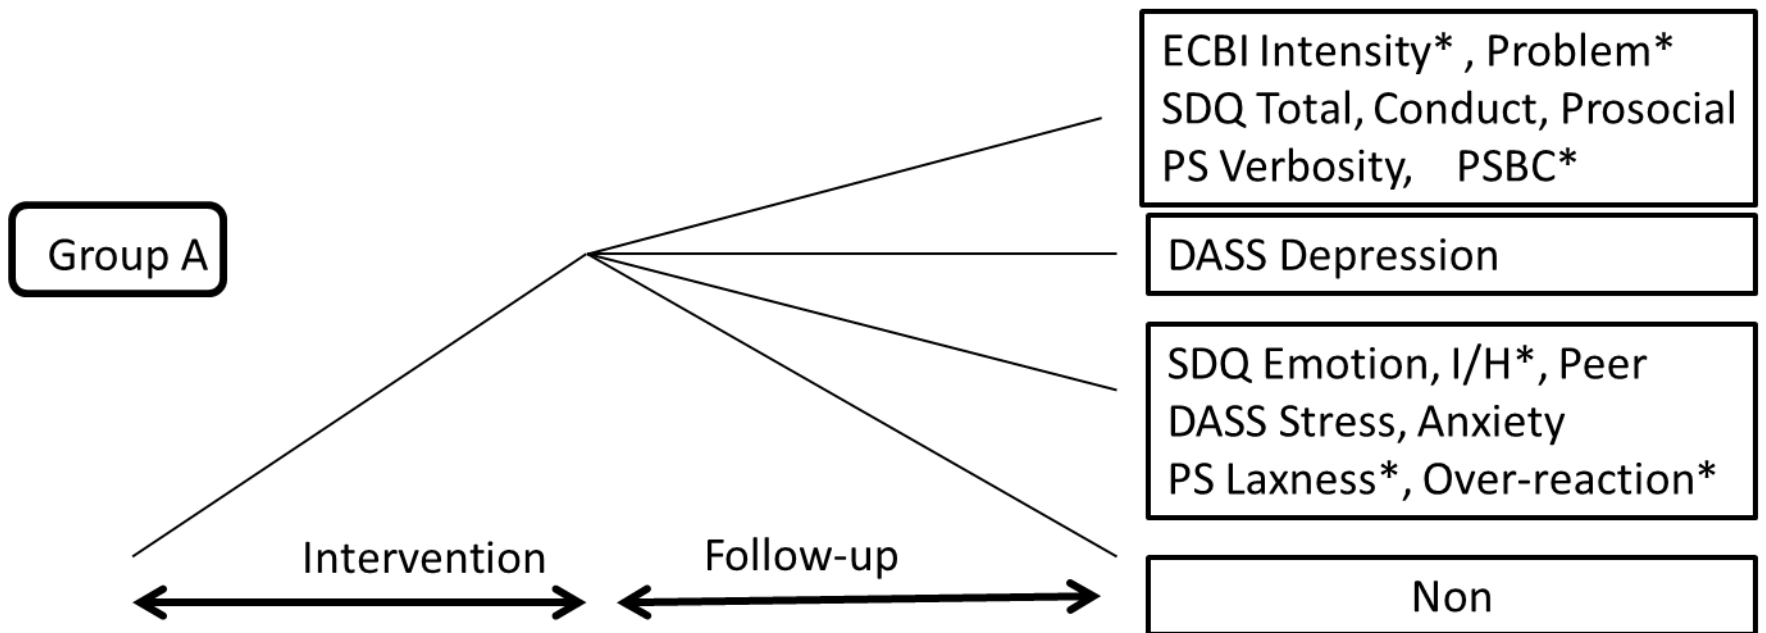 ECBI Intensity* , Problem*
SDQ Total, Conduct, Prosocial
PS Verbosity, PSBC*
Group A
DASS Depression
SDQ Emotion, I/H*, Peer
DASS Stress, Anxiety
PS Laxness*, Over-reaction*
Intervention
Follow-up
Non